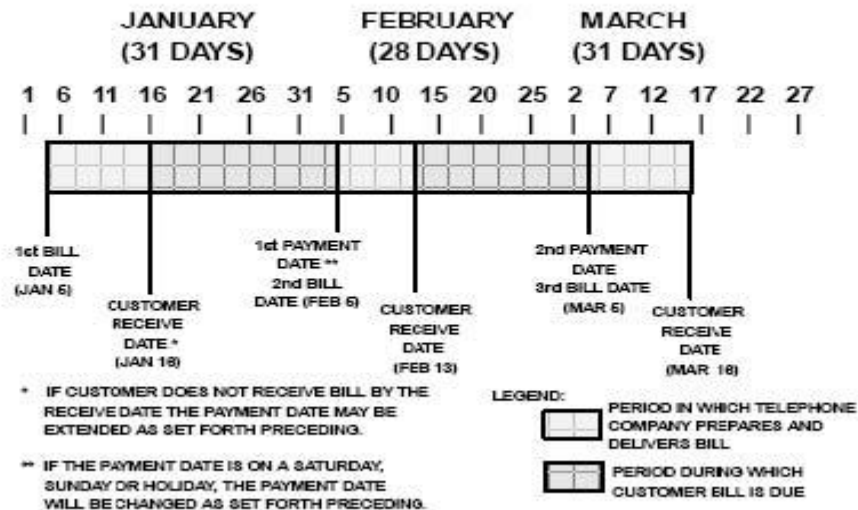 JANUARY FEBRUARY MARCH
(31 DAYS) (28 DAYS) (31 DAYS)
1 6 11 16 21 26 31 5 10 15 20 25 2 7 12 17 22 27
1st BILL
DATE
(JAN 5)
CUSTOMER
RECEIVE
DATE *
(JAN 16)
1st PAYMENT
DATE **
2nd BILL
DATE (FEB 5)
CUSTOMER
RECEIVE
DATE
(FEB 13)
2nd PAYMENT
DATE
3rd BILL DATE
(MAR 5)
CUSTOMER
RECEIVE
DATE
(MAR 16)
* IF CUSTOMER DOES NOT RECEIVE BILL BY THE
RECEIVE DATE THE PAYMENT DATE MAY BE
EXTENDED AS SET FORTH PRECEDING.
** IF THE PAYMENT DATE IS ON A SATURDAY,
SUNDAY OR HOLIDAY, THE PAYMENT DATE
WILL BE CHANGED AS SET FORTH PRECEDING.
LEGEND:
PERIOD IN WHICH TELEPHONE
COMPANY PREPARES AND
DELIVERS BILL
PERIOD DURING WHICH
CUSTOMER BILL IS DUE